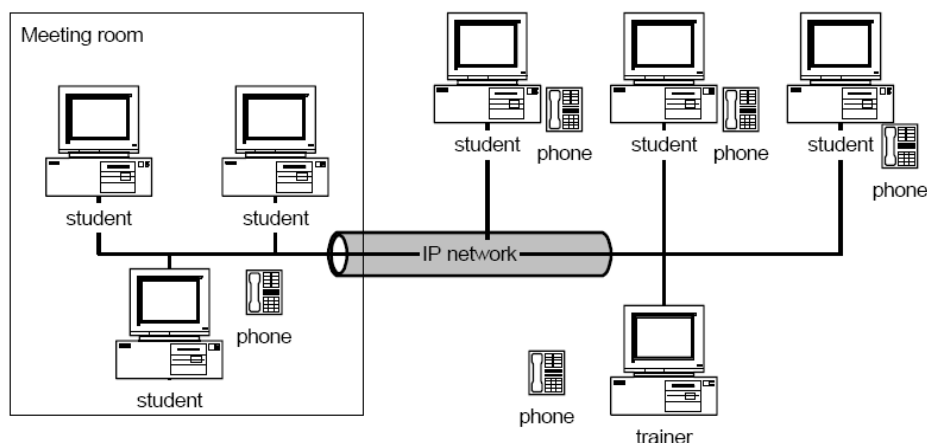 Meeting room
student
student
student
phone
student
phone
student
phone
student
phone
IP network
phone
trainer